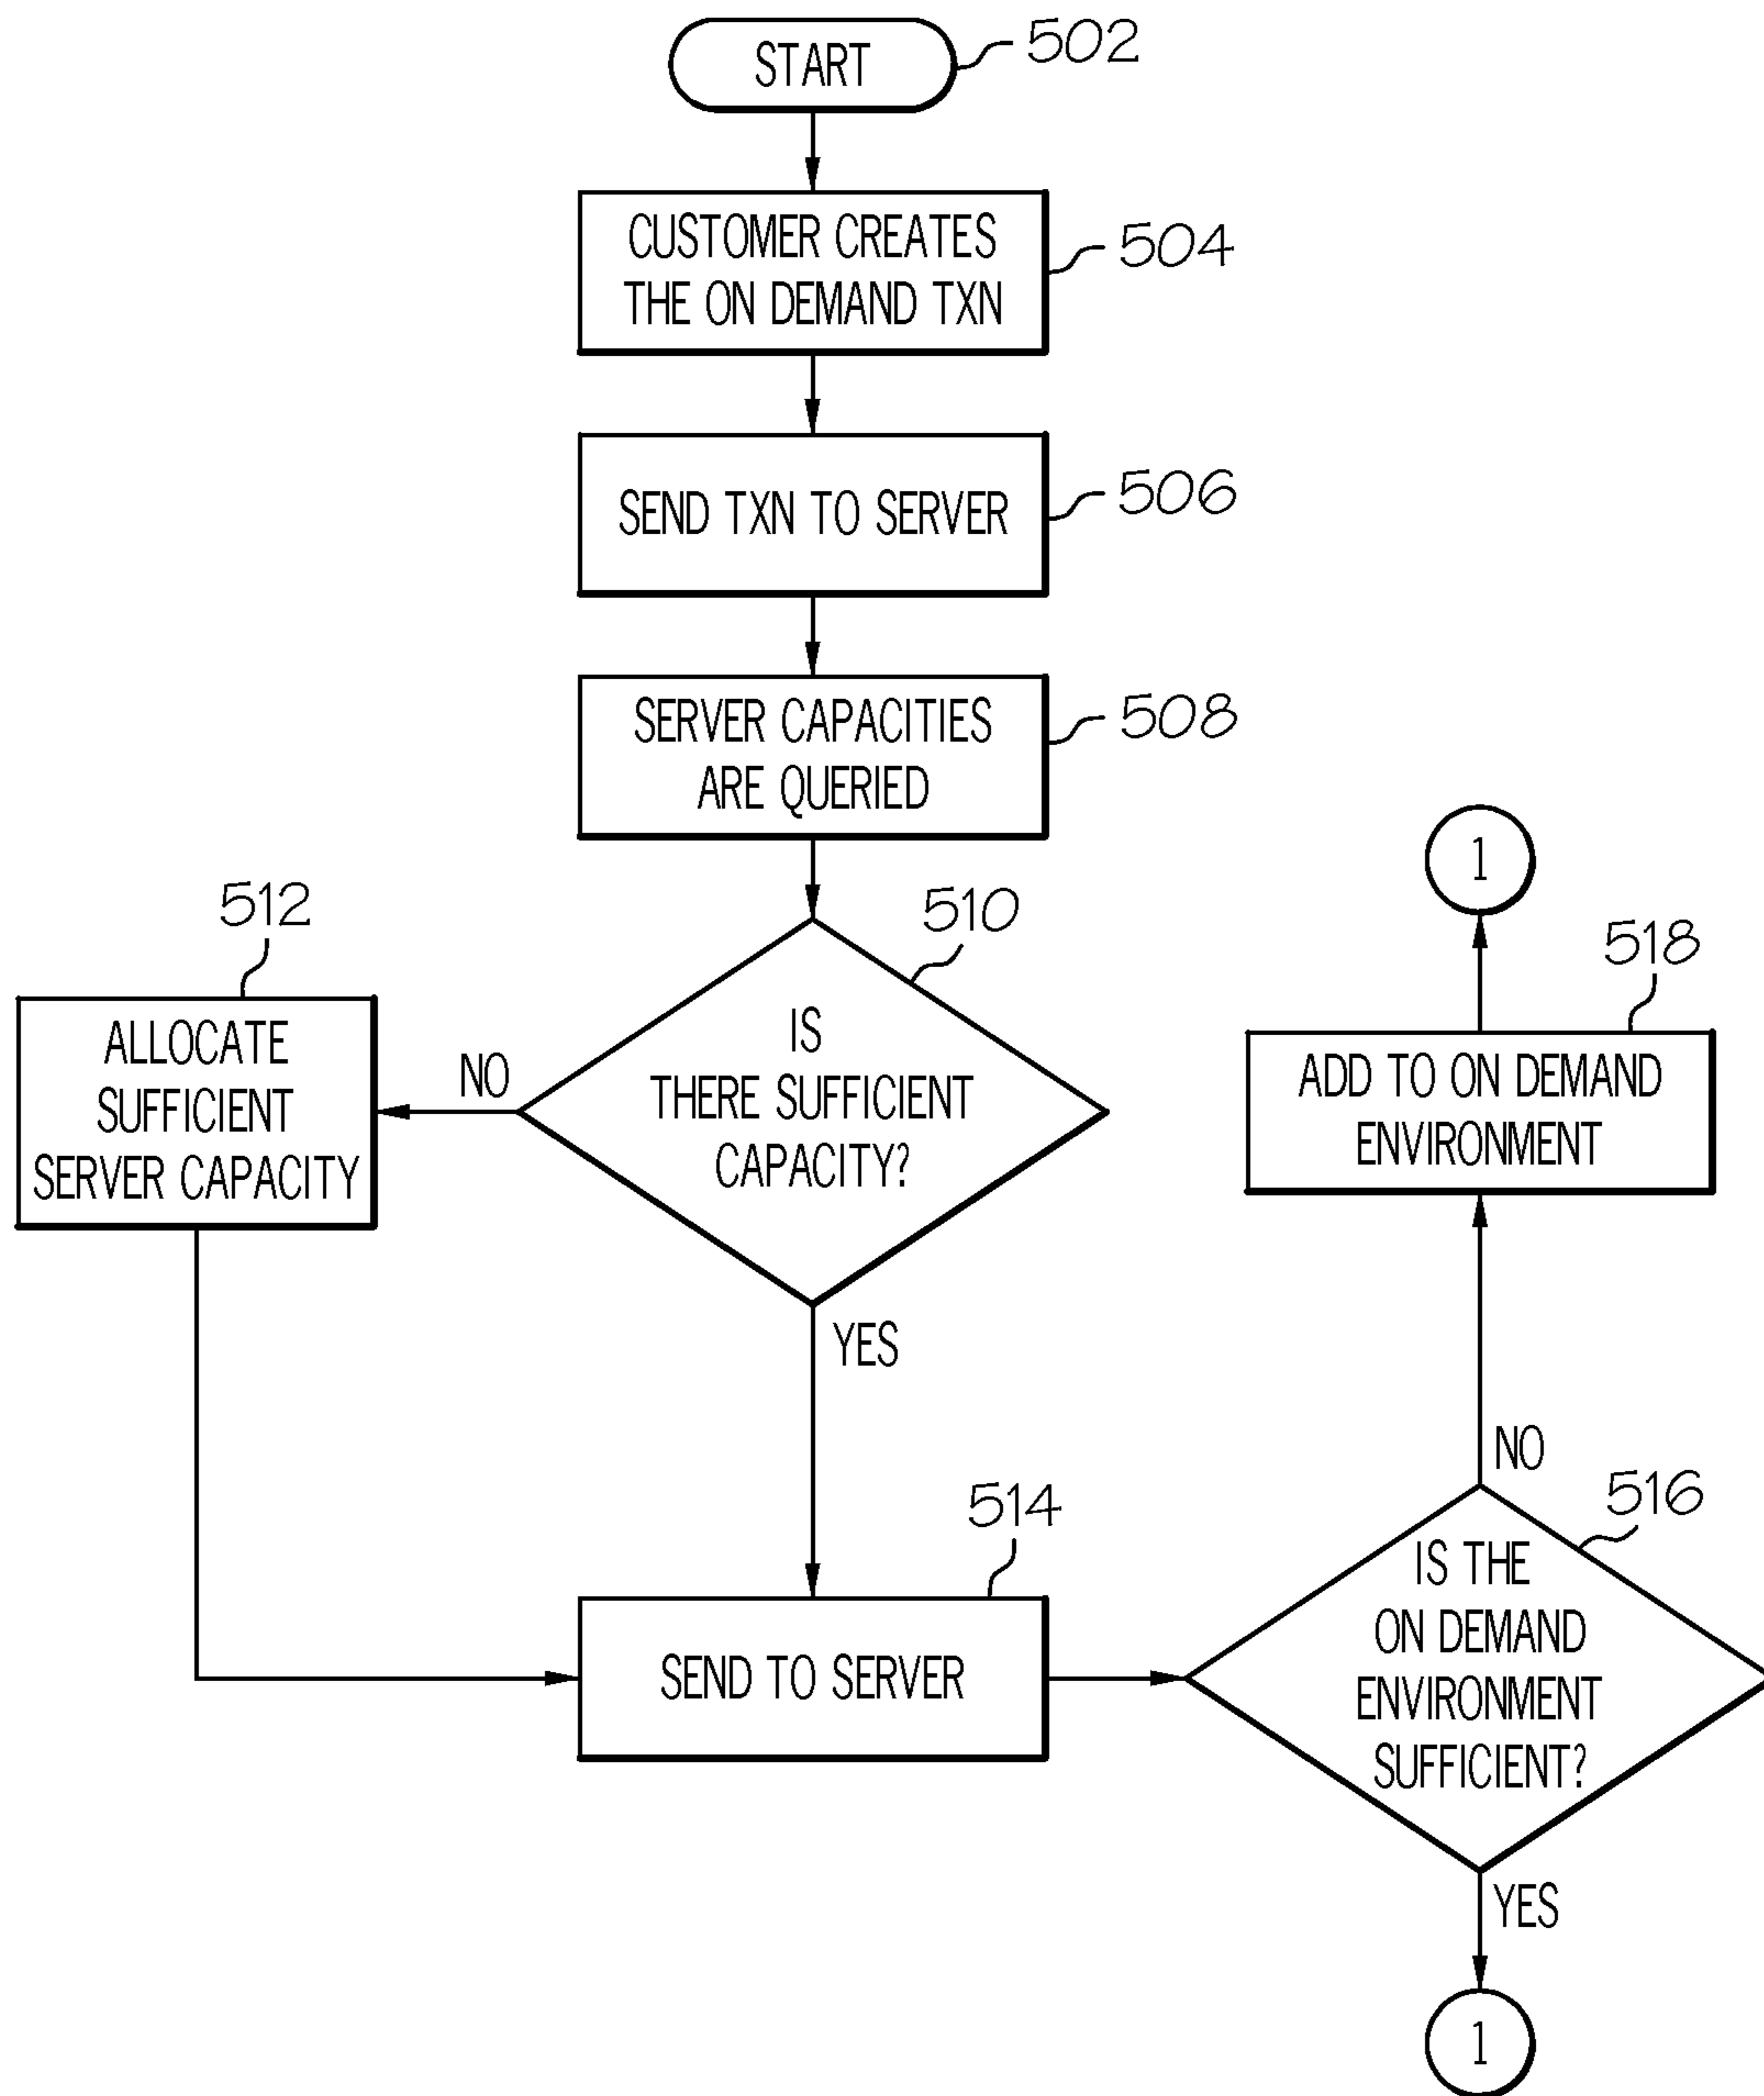 START
502
CUSTOMER CREATES
THE ON DEMAND TXN
504
SEND TXN TO SERVER
506
SERVER CAPACITIES
ARE QUERIED
508
510
IS
THERE SUFFICIENT
CAPACITY?
NO
YES
512
ALLOCATE
SUFFICIENT
SERVER CAPACITY
514
SEND TO SERVER
516
IS THE
ON DEMAND
ENVIRONMENT
SUFFICIENT?
NO
518
ADD TO ON DEMAND
ENVIRONMENT
1
YES
1